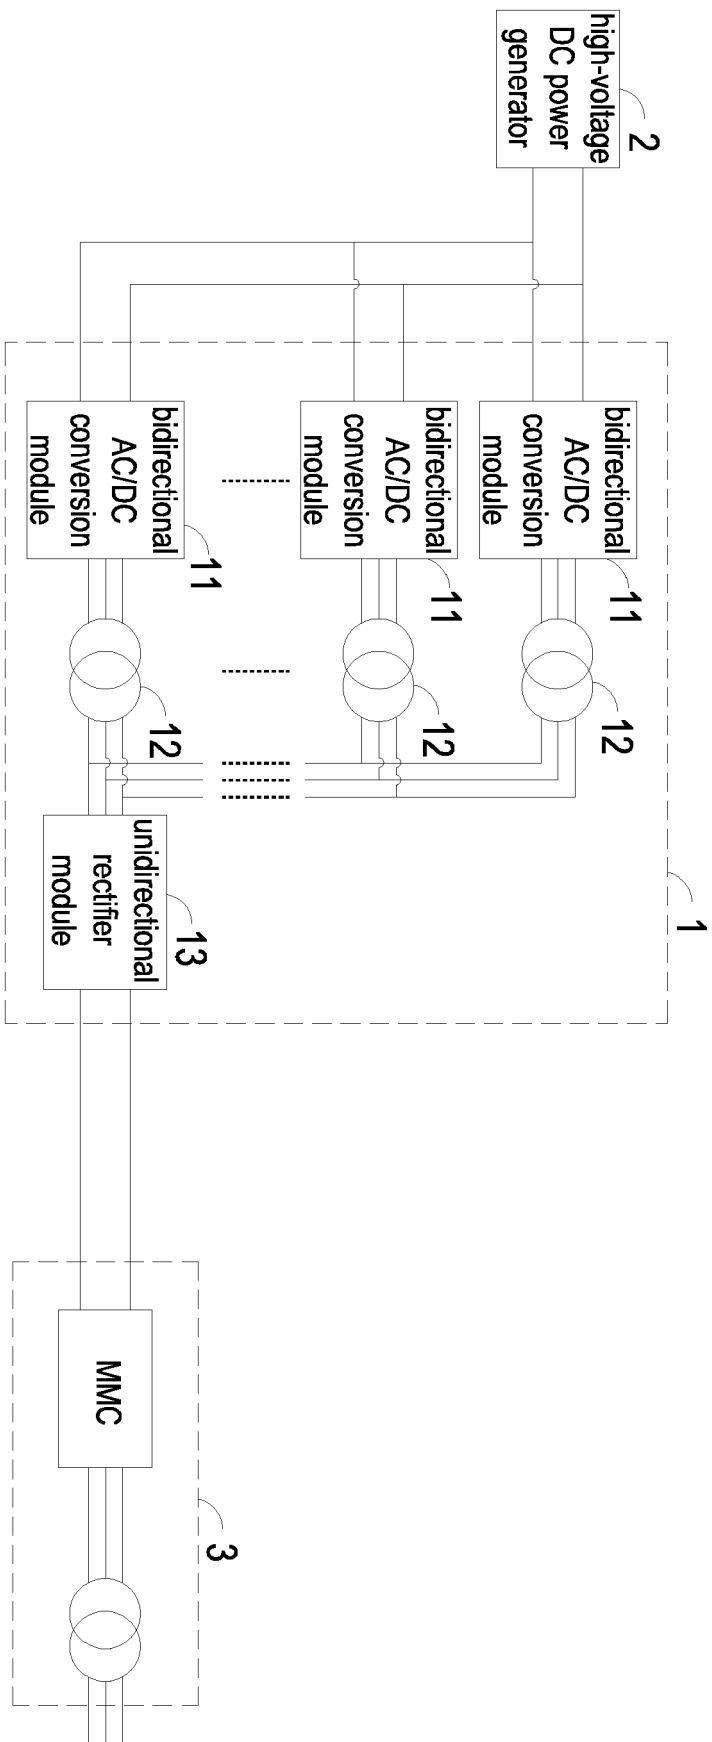 high-voltage
DC power
generator
2
bidirectional
AC/DC
conversion
module
11
12
bidirectional
AC/DC
conversion
module
11
12
bidirectional
AC/DC
conversion
module
11
12
unidirectional
rectifier
module
13
1
MMC
3